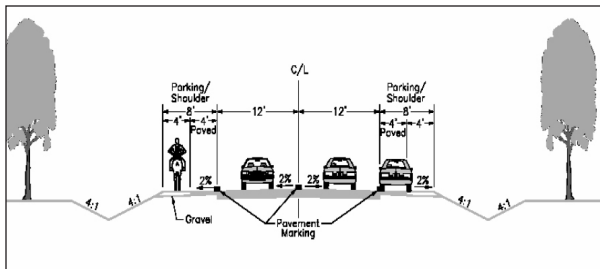 C/L
Parking/
Shoulder
Parking/
Shoulder
8' 12' 12' 8'
4' 4' 4' 4'
Paved Paved
2% 2% 2% 2%
4:1 4:1 4:1 4:1
Gravel
Pavement
Marking